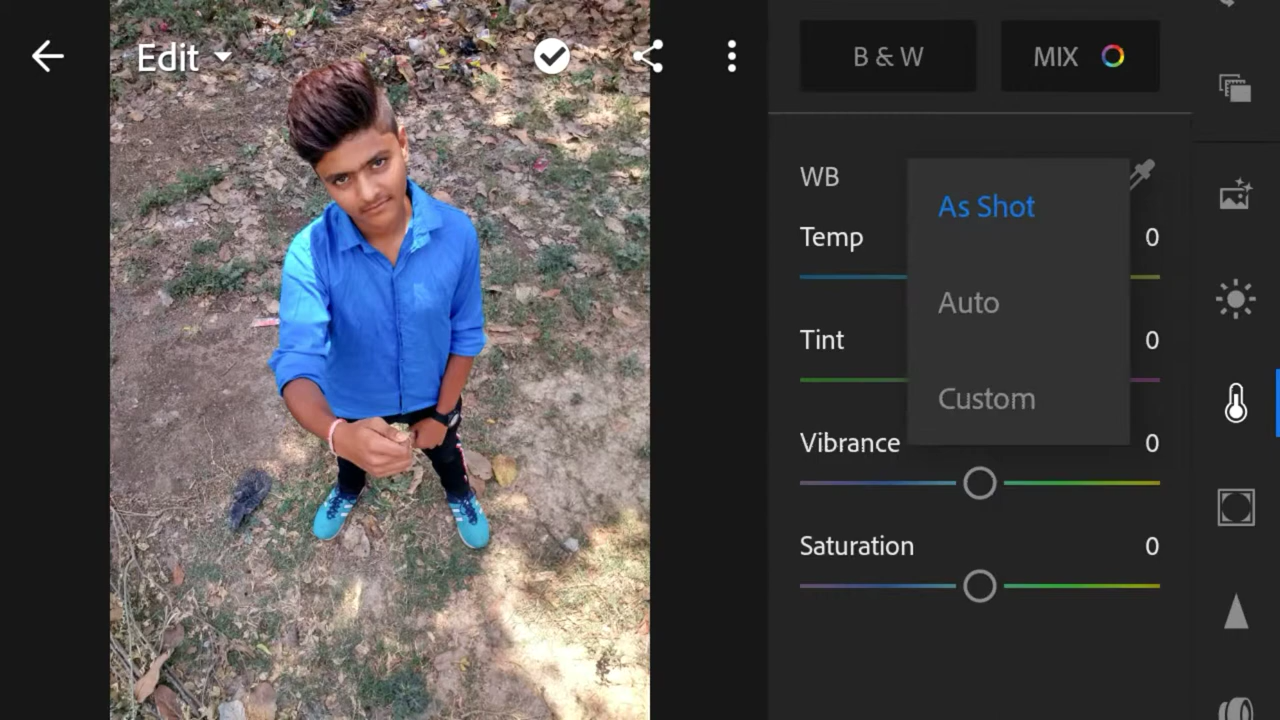 Edit
B & W
MIX
WB
As Shot
Temp
0
Auto
Tint
0
Custom
Vibrance
0
Saturation
0